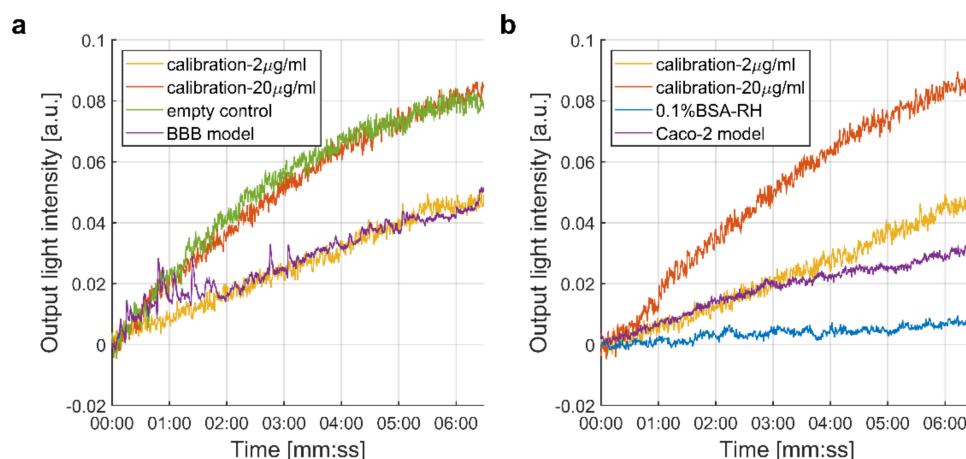 a
0.1
0.08
0.06
0.04
0.02
0
-0.02
Output light intensity [a.u.]
calibration-2μg/ml
calibration-20μg/ml
empty control
BBB model
00:00 01:00 02:00 03:00 04:00 05:00 06:00
Time [mm:ss]
b
0.1
0.08
0.06
0.04
0.02
0
-0.02
Output light intensity [a.u.]
calibration-2μg/ml
calibration-20μg/ml
0.1%BSA-RH
Caco-2 model
00:00 01:00 02:00 03:00 04:00 05:00 06:00
Time [mm:ss]